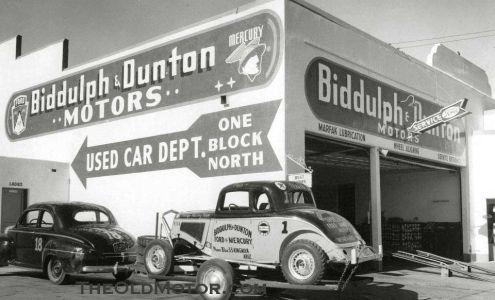 MERCURY
Biddulph & Dunton
MOTORS
USED CAR DEPT.
ONE
BLOCK
NORTH
Biddulph & Dunton
MOTORS
SERVICE
MARFAK LUBRICATION
WHEEL ALIGNING
LADIES
18
BIDDULPH & DUNTON
FORD MERCURY
1
THEOLDMOTOR.COM